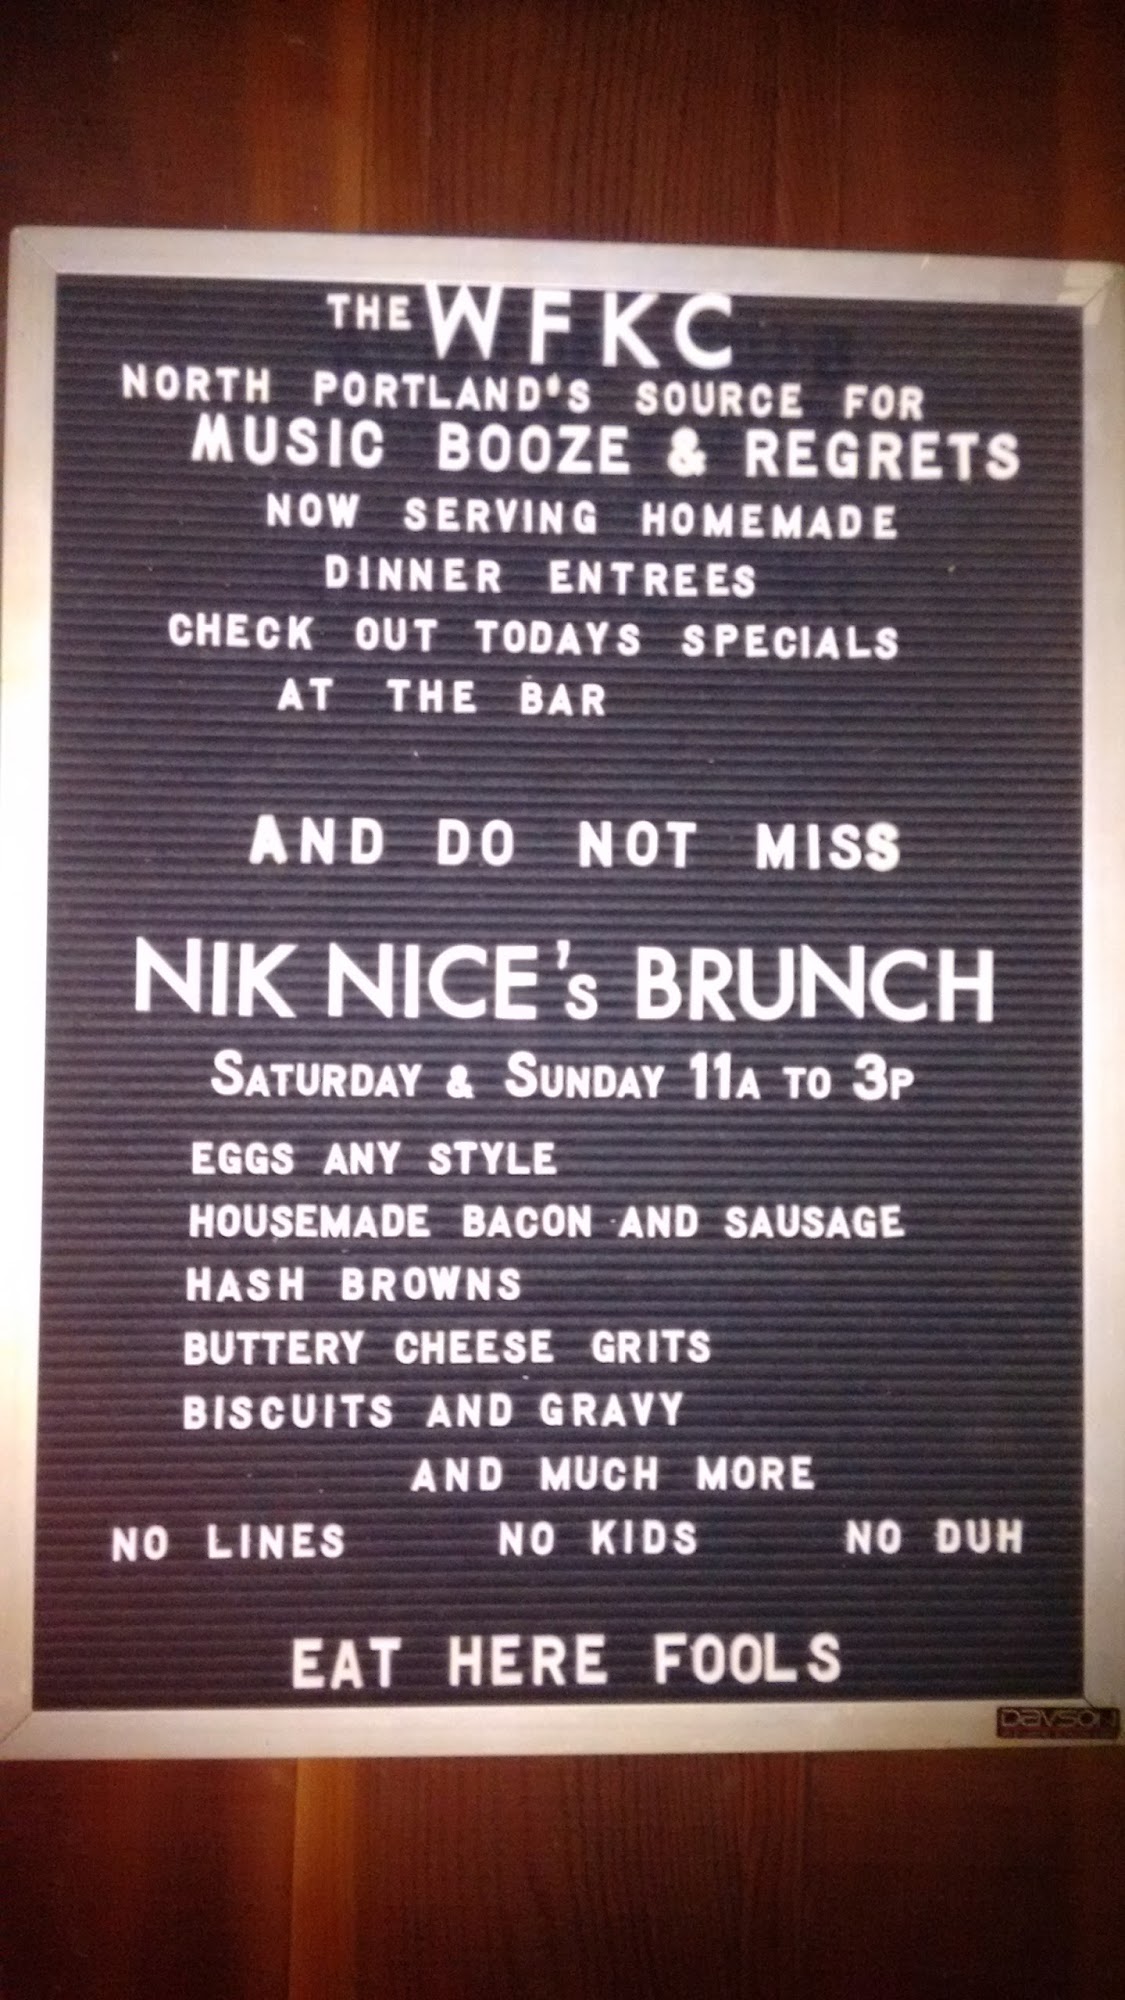 THE WFKC
NORTH PORTLAND'S SOURCE FOR
MUSIC BOOZE & REGRETS
NOW SERVING HOMEMADE
DINNER ENTREES
CHECK OUT TODAYS SPECIALS
AT THE BAR
AND DO NOT MISS
NIK NICE's BRUNCH
SATURDAY & SUNDAY 11A TO 3P
EGGS ANY STYLE
HOUSEMADE BACON AND SAUSAGE
HASH BROWNS
BUTTERY CHEESE GRITS
BISCUITS AND GRAVY
AND MUCH MORE
NO LINES NO KIDS NO DUH
EAT HERE FOOLS
DAVSON